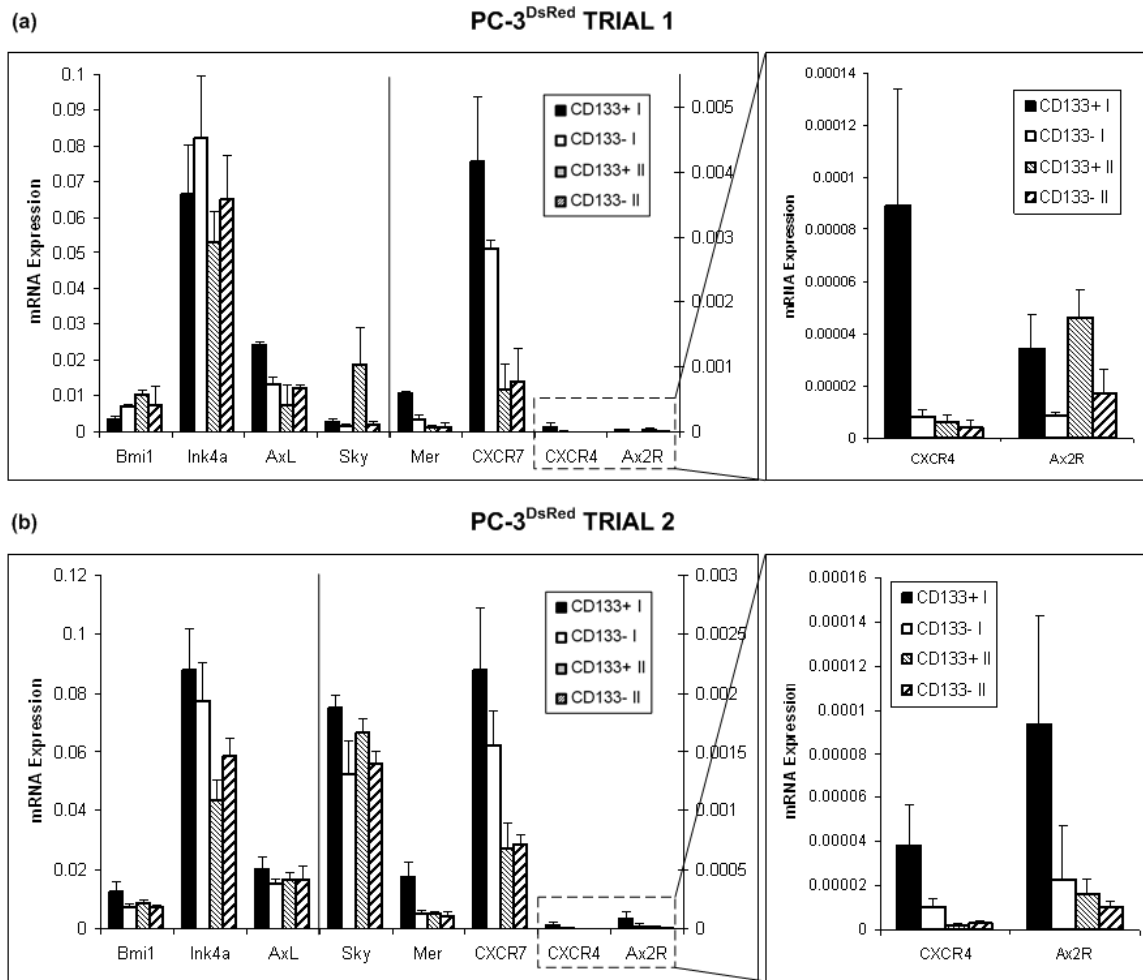 (a) PC-3DsRed TRIAL 1
mRNA Expression
0.1
0.09
0.08
0.07
0.06
0.05
0.04
0.03
0.02
0.01
0
CD133+ I
CD133- I
CD133+ II
CD133- II
0.005
0.004
0.003
0.002
0.001
0
Bmi1 Ink4a AxL Sky Mer CXCR7 CXCR4 Ax2R
mRNA Expression
0.00014
0.00012
0.0001
0.00008
0.00006
0.00004
0.00002
0
CD133+ I
CD133- I
CD133+ II
CD133- II
CXCR4 Ax2R
(b) PC-3DsRed TRIAL 2
mRNA Expression
0.12
0.1
0.08
0.06
0.04
0.02
0
CD133+ I
CD133- I
CD133+ II
CD133- II
0.003
0.0025
0.002
0.0015
0.001
0.0005
0
Bmi1 Ink4a AxL Sky Mer CXCR7 CXCR4 Ax2R
mRNA Expression
0.00016
0.00014
0.00012
0.0001
0.00008
0.00006
0.00004
0.00002
0
CD133+ I
CD133- I
CD133+ II
CD133- II
CXCR4 Ax2R